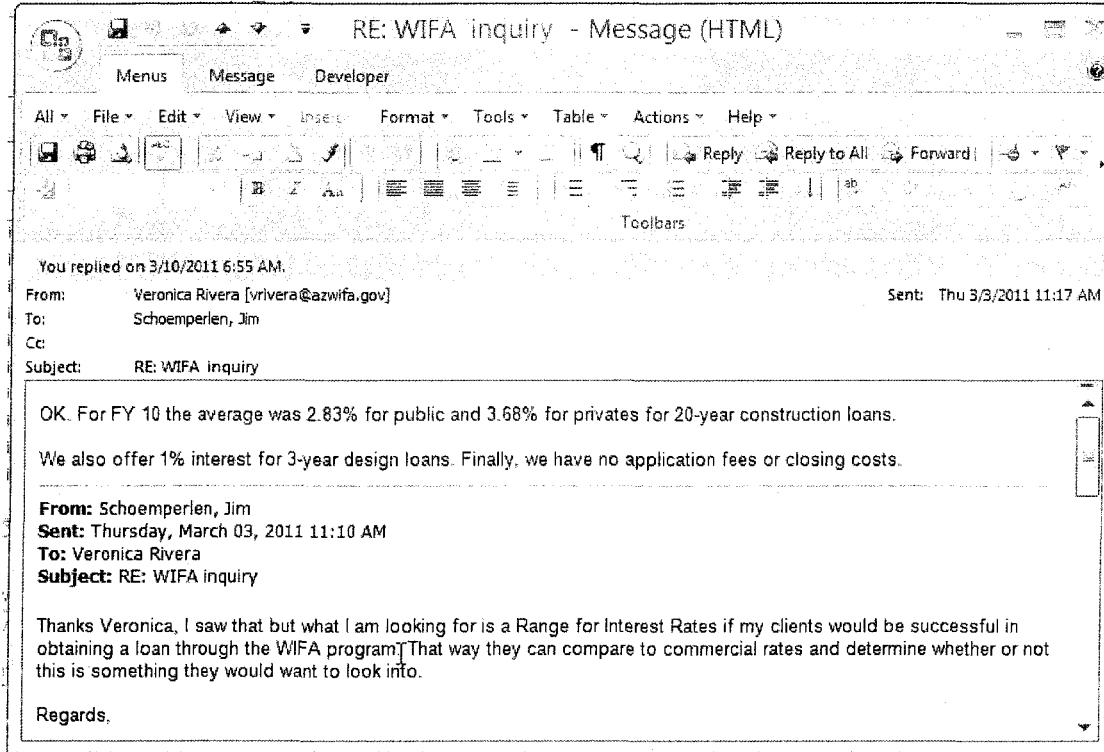 RE: WIFA inquiry - Message (HTML)
Menus Message Developer
All File Edit View Insert Format Tools Table Actions Help
Reply Reply to All Forward
B I Aa ab
Toolbars
You replied on 3/10/2011 6:55 AM.
From: Veronica Rivera [vrivera@azwifa.gov] Sent: Thu 3/3/2011 11:17 AM
To: Schoemperlen, Jim
Cc:
Subject: RE: WIFA inquiry
OK. For FY 10 the average was 2.83% for public and 3.68% for privates for 20-year construction loans.
We also offer 1% interest for 3-year design loans. Finally, we have no application fees or closing costs.
From: Schoemperlen, Jim
Sent: Thursday, March 03, 2011 11:10 AM
To: Veronica Rivera
Subject: RE: WIFA inquiry
Thanks Veronica, I saw that but what I am looking for is a Range for Interest Rates if my clients would be successful in
obtaining a loan through the WIFA program. That way they can compare to commercial rates and determine whether or not
this is something they would want to look into.
Regards,